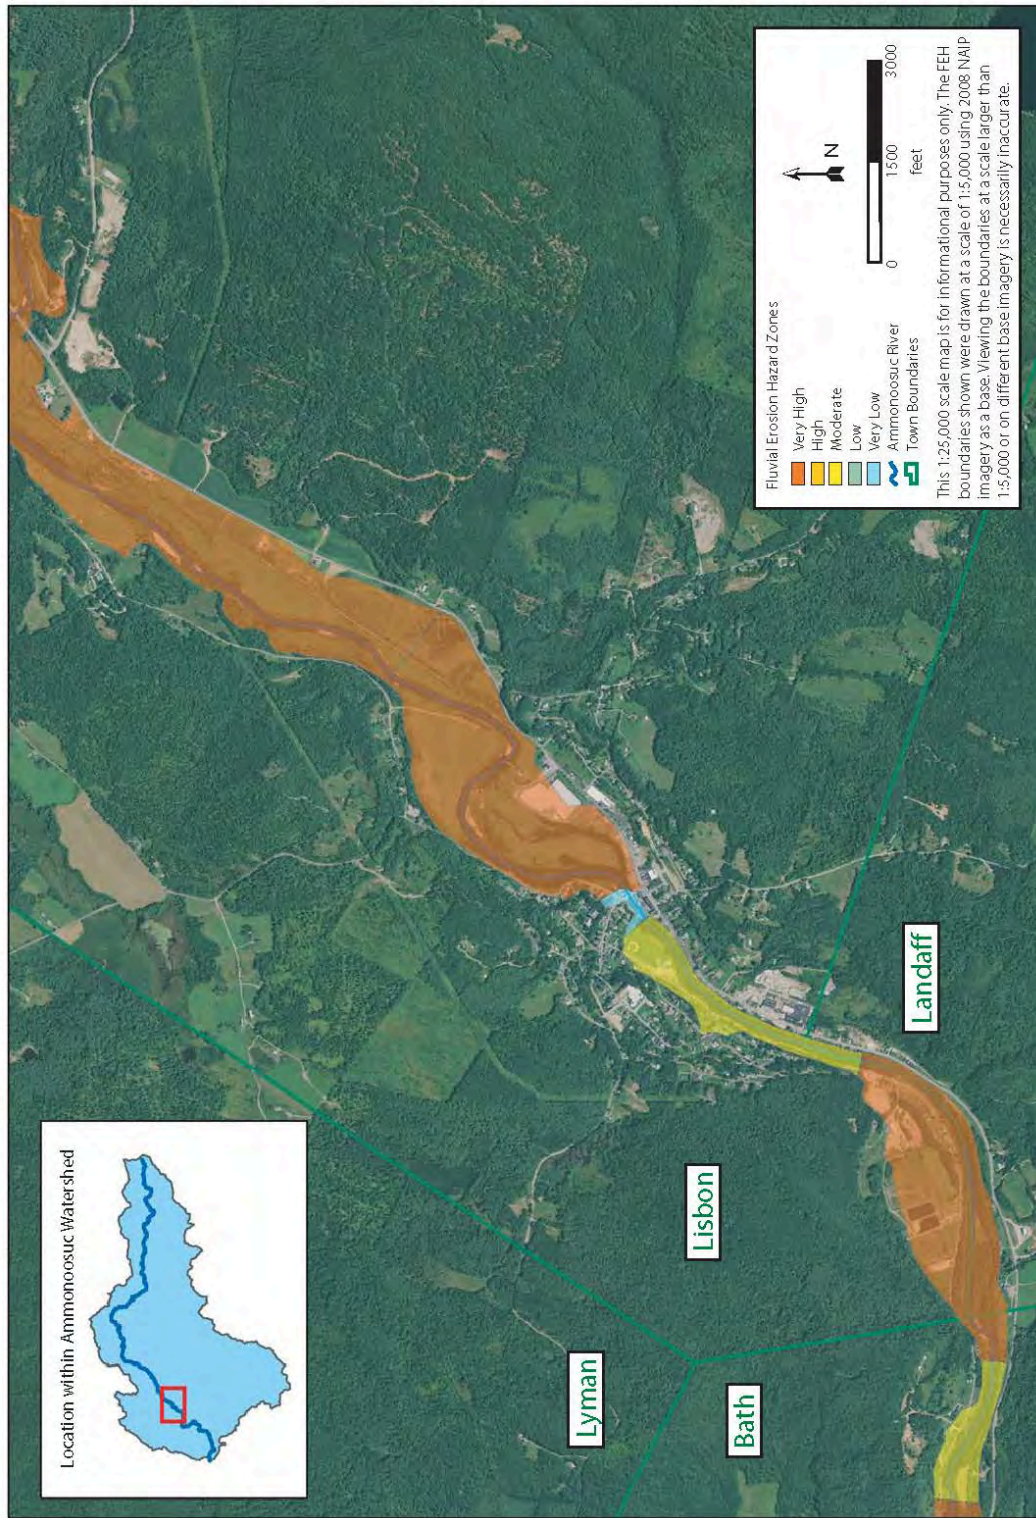 Location within Ammonoosuc Watershed
Lyman
Bath
Lisbon
Landaff
Fluvial Erosion Hazard Zones
Very High
High
Moderate
Low
Very Low
Ammonoosuc River
Town Boundaries
N
0 1500 3000
feet
This 1:25,000 scale map is for informational purposes only. The FEH
boundaries shown were drawn at a scale of 1:5,000 using 2008 NAIP
imagery as a base. Viewing the boundaries at a scale larger than
1:5,000 or on different base imagery is necessarily inaccurate.